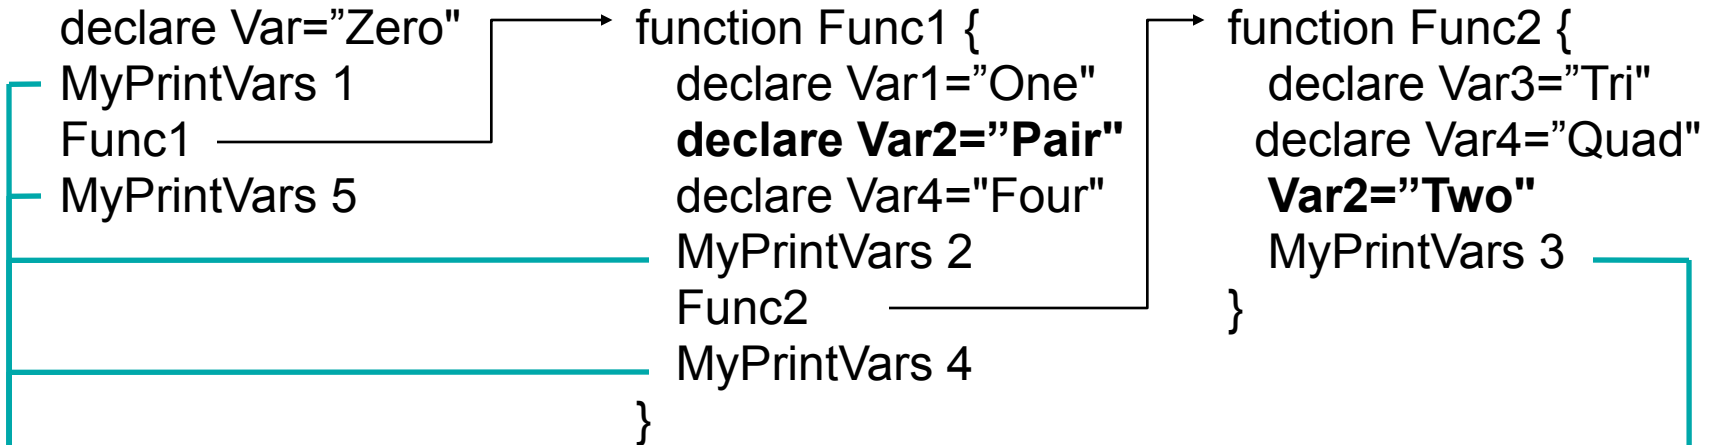 declare Var=”Zero"
MyPrintVars 1
Func1
MyPrintVars 5
function Func1 {
declare Var1=”One"
declare Var2=”Pair"
declare Var4="Four"
MyPrintVars 2
Func2
MyPrintVars 4
}
function Func2 {
declare Var3=”Tri"
declare Var4=”Quad"
Var2=”Two"
MyPrintVars 3
}